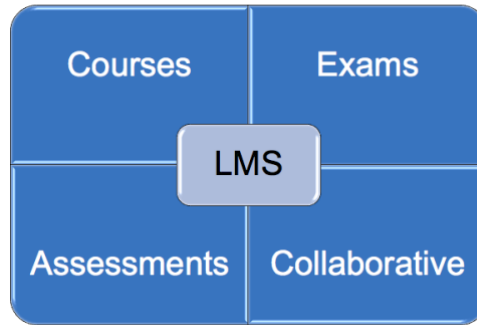 Courses
Exams
LMS
Assessments
Collaborative